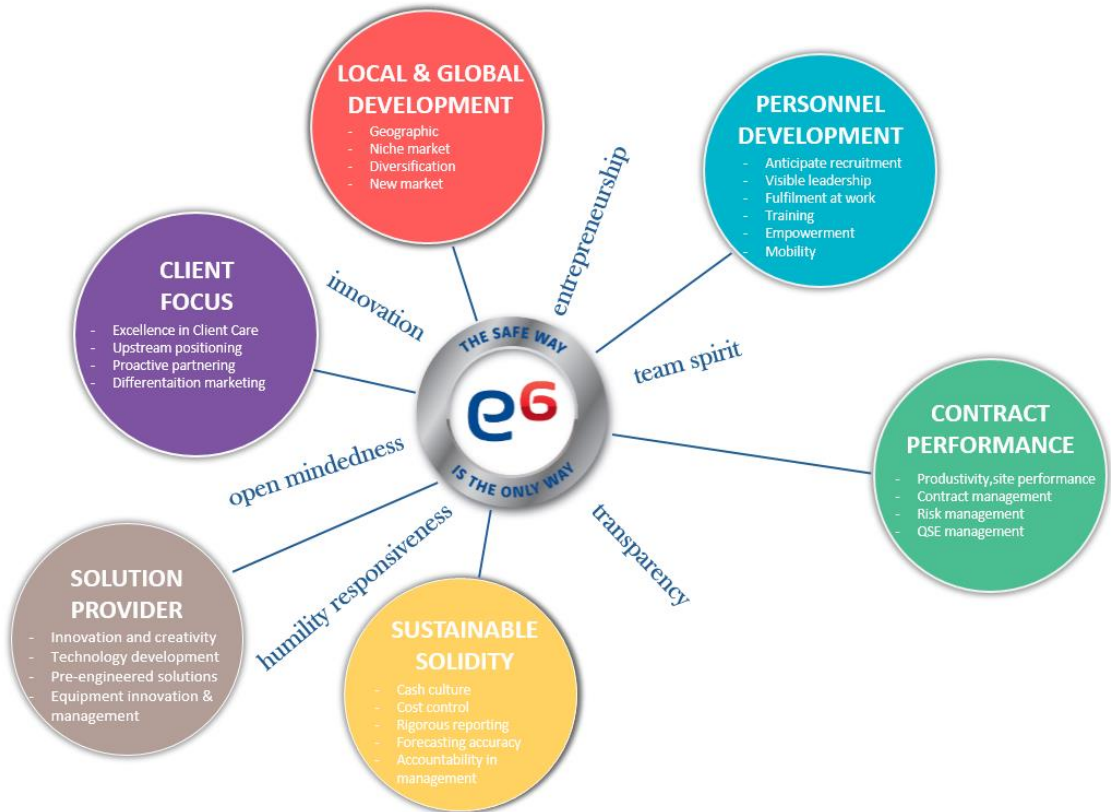 LOCAL & GLOBAL
DEVELOPMENT
- Geographic
- Niche market
- Diversification
- New market
PERSONNEL
DEVELOPMENT
- Anticipate recruitment
- Visible leadership
- Fulfilment at work
- Training
- Empowerment
- Mobility
entrepreneurship
CLIENT
FOCUS
- Excellence in Client Care
- Upstream positioning
- Proactive partnering
- Differentaition marketing
innovation
THE SAFE WAY
e6
IS THE ONLY WAY
team spirit
CONTRACT
PERFORMANCE
- Productivity,site performance
- Contract management
- Risk management
- QSE management
open mindedness
humility responsiveness
transparency
SOLUTION
PROVIDER
- Innovation and creativity
- Technology development
- Pre-engineered solutions
- Equipment innovation &
management
SUSTAINABLE
SOLIDITY
- Cash culture
- Cost control
- Rigorous reporting
- Forecasting accuracy
- Accountability in
management